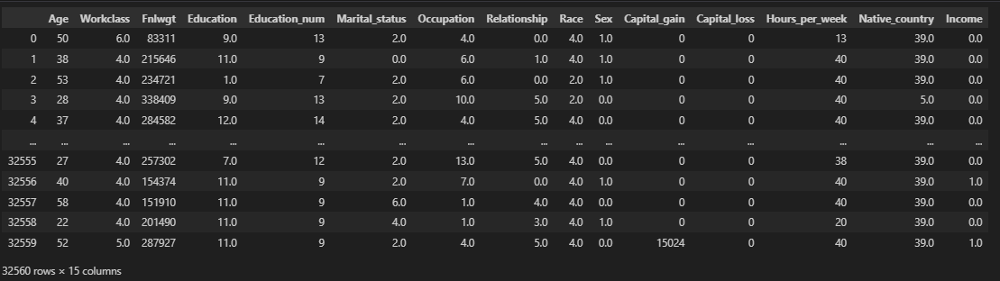 Age Workclass Fnlwgt Education Education_num Marital_status Occupation Relationship Race Sex Capital_gain Capital_loss Hours_per_week Native_country Income
0 50 6.0 83311 9.0 13 2.0 4.0 0.0 4.0 1.0 0 0 13 39.0 0.0
1 38 4.0 215646 11.0 9 0.0 6.0 1.0 4.0 1.0 0 0 40 39.0 0.0
2 53 4.0 234721 1.0 7 2.0 6.0 0.0 2.0 1.0 0 0 40 39.0 0.0
3 28 4.0 338409 9.0 13 2.0 10.0 5.0 2.0 0.0 0 0 40 5.0 0.0
4 37 4.0 284582 12.0 14 2.0 4.0 5.0 4.0 0.0 0 0 40 39.0 0.0
... ... ... ... ... ... ... ... ... ... ... ... ... ... ... ...
32555 27 4.0 257302 7.0 12 2.0 13.0 5.0 4.0 0.0 0 0 38 39.0 0.0
32556 40 4.0 154374 11.0 9 2.0 7.0 0.0 4.0 1.0 0 0 40 39.0 1.0
32557 58 4.0 151910 11.0 9 6.0 1.0 4.0 4.0 0.0 0 0 40 39.0 0.0
32558 22 4.0 201490 11.0 9 4.0 1.0 3.0 4.0 1.0 0 0 20 39.0 0.0
32559 52 5.0 287927 11.0 9 2.0 4.0 5.0 4.0 0.0 15024 0 40 39.0 1.0
32560 rows × 15 columns